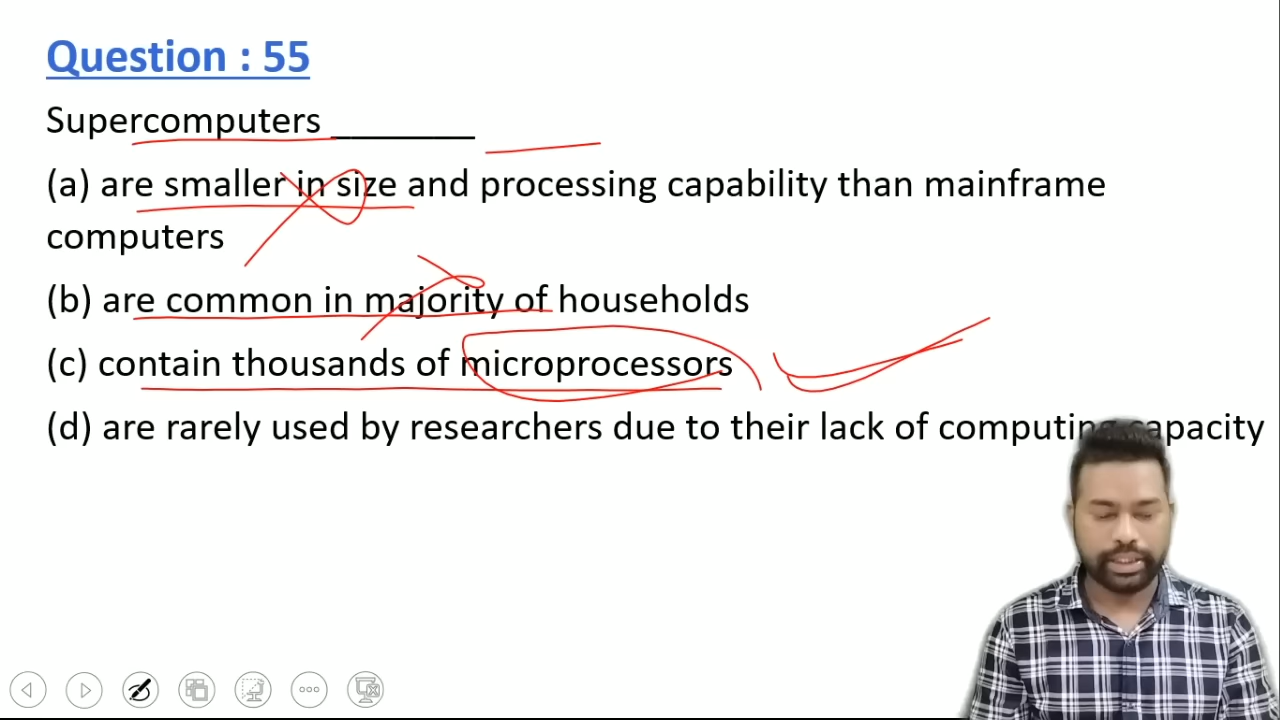 Question : 55
Supercomputers ________
(a) are smaller in size and processing capability than mainframe
computers
(b) are common in majority of households
(c) contain thousands of microprocessors
(d) are rarely used by researchers due to their lack of computing capacity